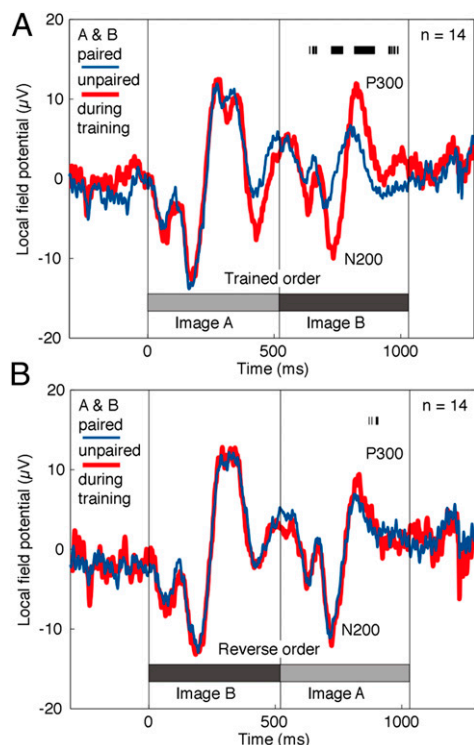 A
A & B
paired
unpaired
during
training
n = 14
P300
N200
Trained order
Image A
Image B
Local field potential (µV)
20
10
0
-10
-20
0
500
1000
Time (ms)
B
A & B
paired
unpaired
during
training
n = 14
P300
N200
Reverse order
Image B
Image A
Local field potential (µV)
20
10
0
-10
-20
0
500
1000
Time (ms)